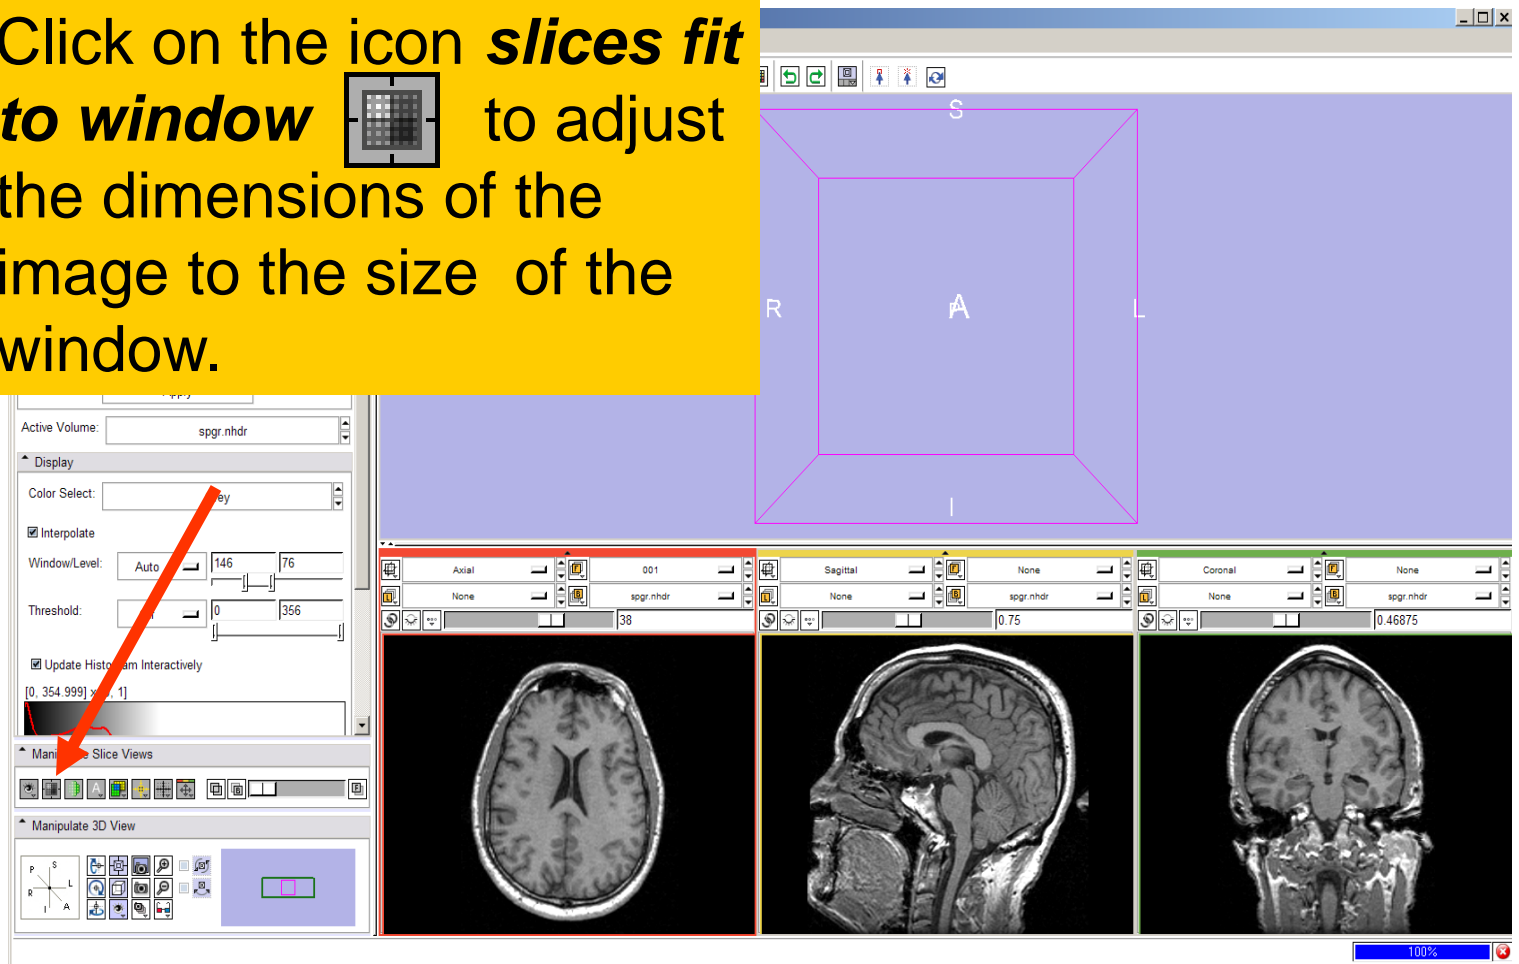 Click on the icon slices fit
to window to adjust
the dimensions of the
image to the size of the
window.
S
R A P L
I
Active Volume: spgr.nhdr
Display
Color Select:
Interpolate
Window/Level: Auto 146 76
Threshold: 0 356
Update Interactively
[0, 354.999] 1]
Slice Views
Manipulate 3D View
P S
R L
I A
Axial 001
None spgr.nhdr
38
Sagittal None
None spgr.nhdr
0.75
Coronal None
None spgr.nhdr
0.46875
100%